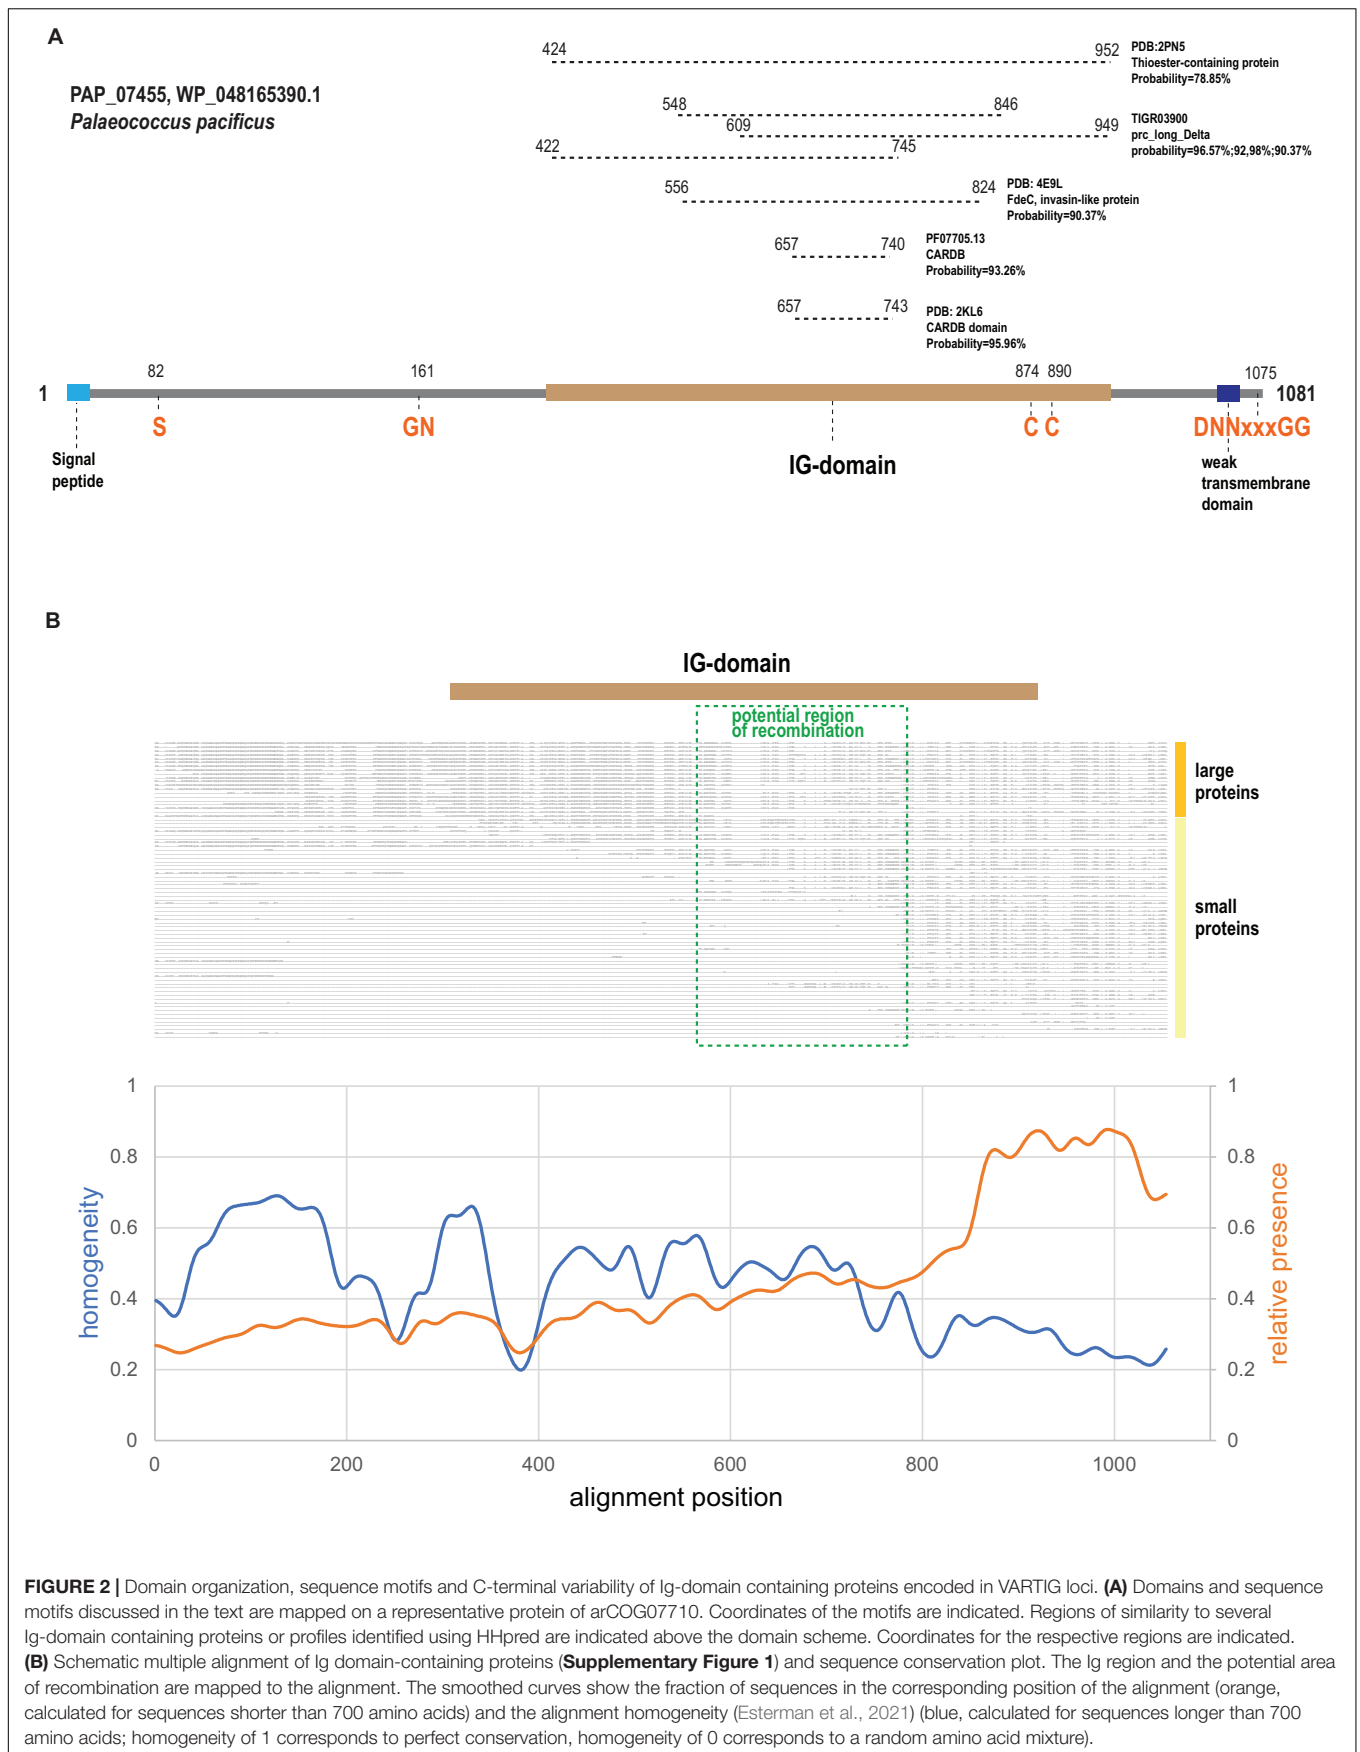 A
PAP_07455, WP_048165390.1
Palaeococcus pacificus
424 952
PDB:2PN5
Thioester-containing protein
Probability=78.85%
548 846
609 949
422 745
TIGR03900
prc_long_Delta
probability=96.57%;92,98%;90.37%
556 824
PDB: 4E9L
FdeC, invasin-like protein
Probability=90.37%
657 740
PF07705.13
CARDB
Probability=93.26%
657 743
PDB: 2KL6
CARDB domain
Probability=95.96%
82 161 874 890 1075
1 1081
S GN C C DNNxxxGG
Signal
peptide
IG-domain
weak
transmembrane
domain
B
IG-domain
potential region
of recombination
large
proteins
small
proteins
1 1
0.8 0.8
0.6 0.6
0.4 0.4
0.2 0.2
0 0
homogeneity
relative presence
0 200 400 600 800 1000
alignment position
FIGURE 2 | Domain organization, sequence motifs and C-terminal variability of Ig-domain containing proteins encoded in VARTIG loci. (A) Domains and sequence
motifs discussed in the text are mapped on a representative protein of arCOG07710. Coordinates of the motifs are indicated. Regions of similarity to several
Ig-domain containing proteins or profiles identified using HHpred are indicated above the domain scheme. Coordinates for the respective regions are indicated.
(B) Schematic multiple alignment of Ig domain-containing proteins (Supplementary Figure 1) and sequence conservation plot. The Ig region and the potential area
of recombination are mapped to the alignment. The smoothed curves show the fraction of sequences in the corresponding position of the alignment (orange,
calculated for sequences shorter than 700 amino acids) and the alignment homogeneity (Esterman et al., 2021) (blue, calculated for sequences longer than 700
amino acids; homogeneity of 1 corresponds to perfect conservation, homogeneity of 0 corresponds to a random amino acid mixture).